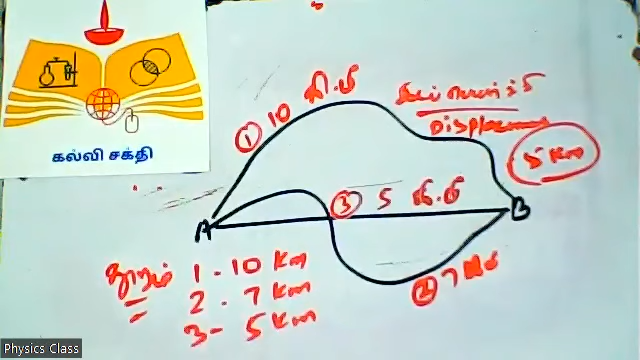 கல்வி சக்தி
① 10 கி.மீ
இடப்பெயர்ச்சி
Displacement
5 km
③ 5 கி.மீ
A
B
② 7 கி.மீ
தூரம் 1 - 10 km
2 - 7 km
3 - 5 km
Physics Class